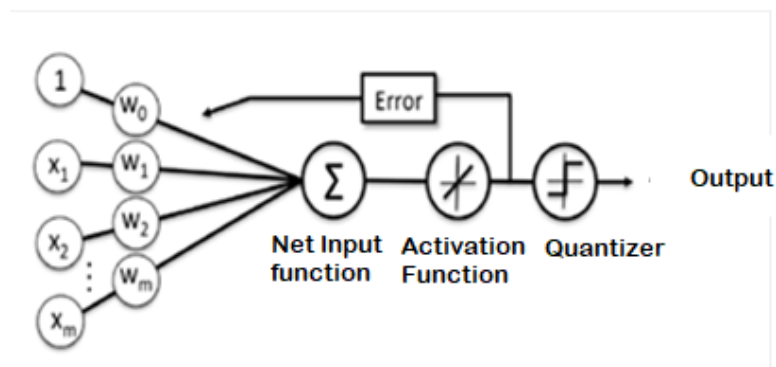 1
W0
Error
X1
W1
Σ
Output
X2
W2
Net Input function
Activation Function
Quantizer
⋮
Wm
Xm